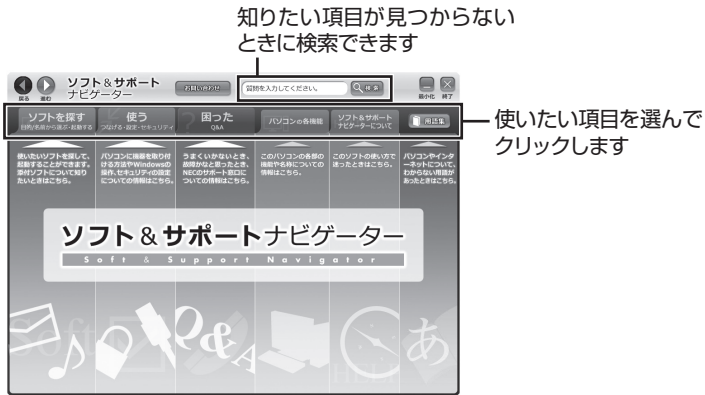 知りたい項目が見つからない
ときに検索できます
戻る 進む
ソフト&サポート
ナビゲーター
お問い合わせ
質問を入力してください。
検索
最小化 終了
ソフトを探す
目的/名前から選ぶ・起動する
使う
つなげる・設定・セキュリティ
困った
Q&A
パソコンの各機能
ソフト&サポート
ナビゲーターについて
用語集
使いたい項目を選んで
クリックします
使いたいソフトを探して、
起動することができます。
添付ソフトについて知り
たいときはこちら。
パソコンに機器を取り付
ける方法やWindowsの
操作、セキュリティの設定
についての情報はこちら。
うまくいかないとき、
故障かなと思ったとき、
NECのサポート窓口に
ついての情報はこちら。
このパソコンの各部の
機能や名称についての
情報はこちら。
このソフトの使い方で
迷ったときはこちら。
パソコンやインタ
ーネットについて、
わからない用語が
あったときはこちら。
ソフト&サポートナビゲーター
Soft & Support Navigator
Soft
Q&A
HELP
あ